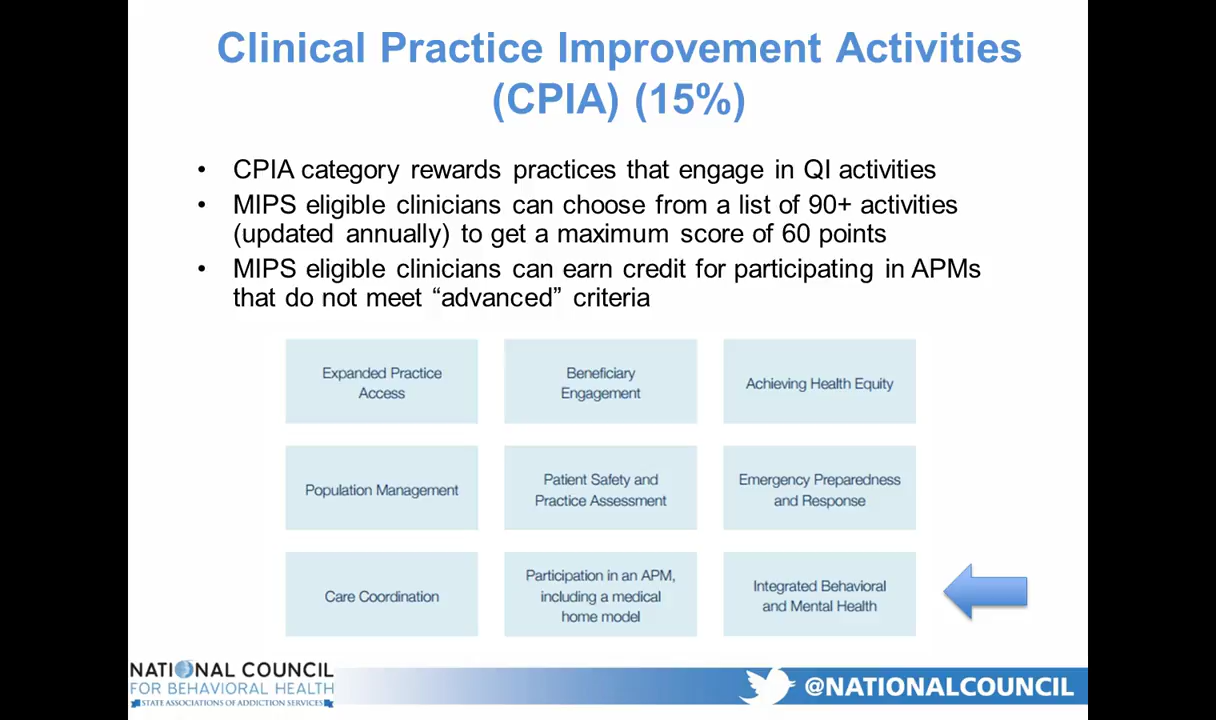 Clinical Practice Improvement Activities
(CPIA) (15%)
• CPIA category rewards practices that engage in QI activities
• MIPS eligible clinicians can choose from a list of 90+ activities
(updated annually) to get a maximum score of 60 points
• MIPS eligible clinicians can earn credit for participating in APMs
that do not meet “advanced” criteria
Expanded Practice
Access
Beneficiary
Engagement
Achieving Health Equity
Population Management
Patient Safety and
Practice Assessment
Emergency Preparedness
and Response
Care Coordination
Participation in an APM,
including a medical
home model
Integrated Behavioral
and Mental Health
NATIONAL COUNCIL
FOR BEHAVIORAL HEALTH
STATE ASSOCIATIONS OF ADDICTION SERVICES
@NATIONALCOUNCIL